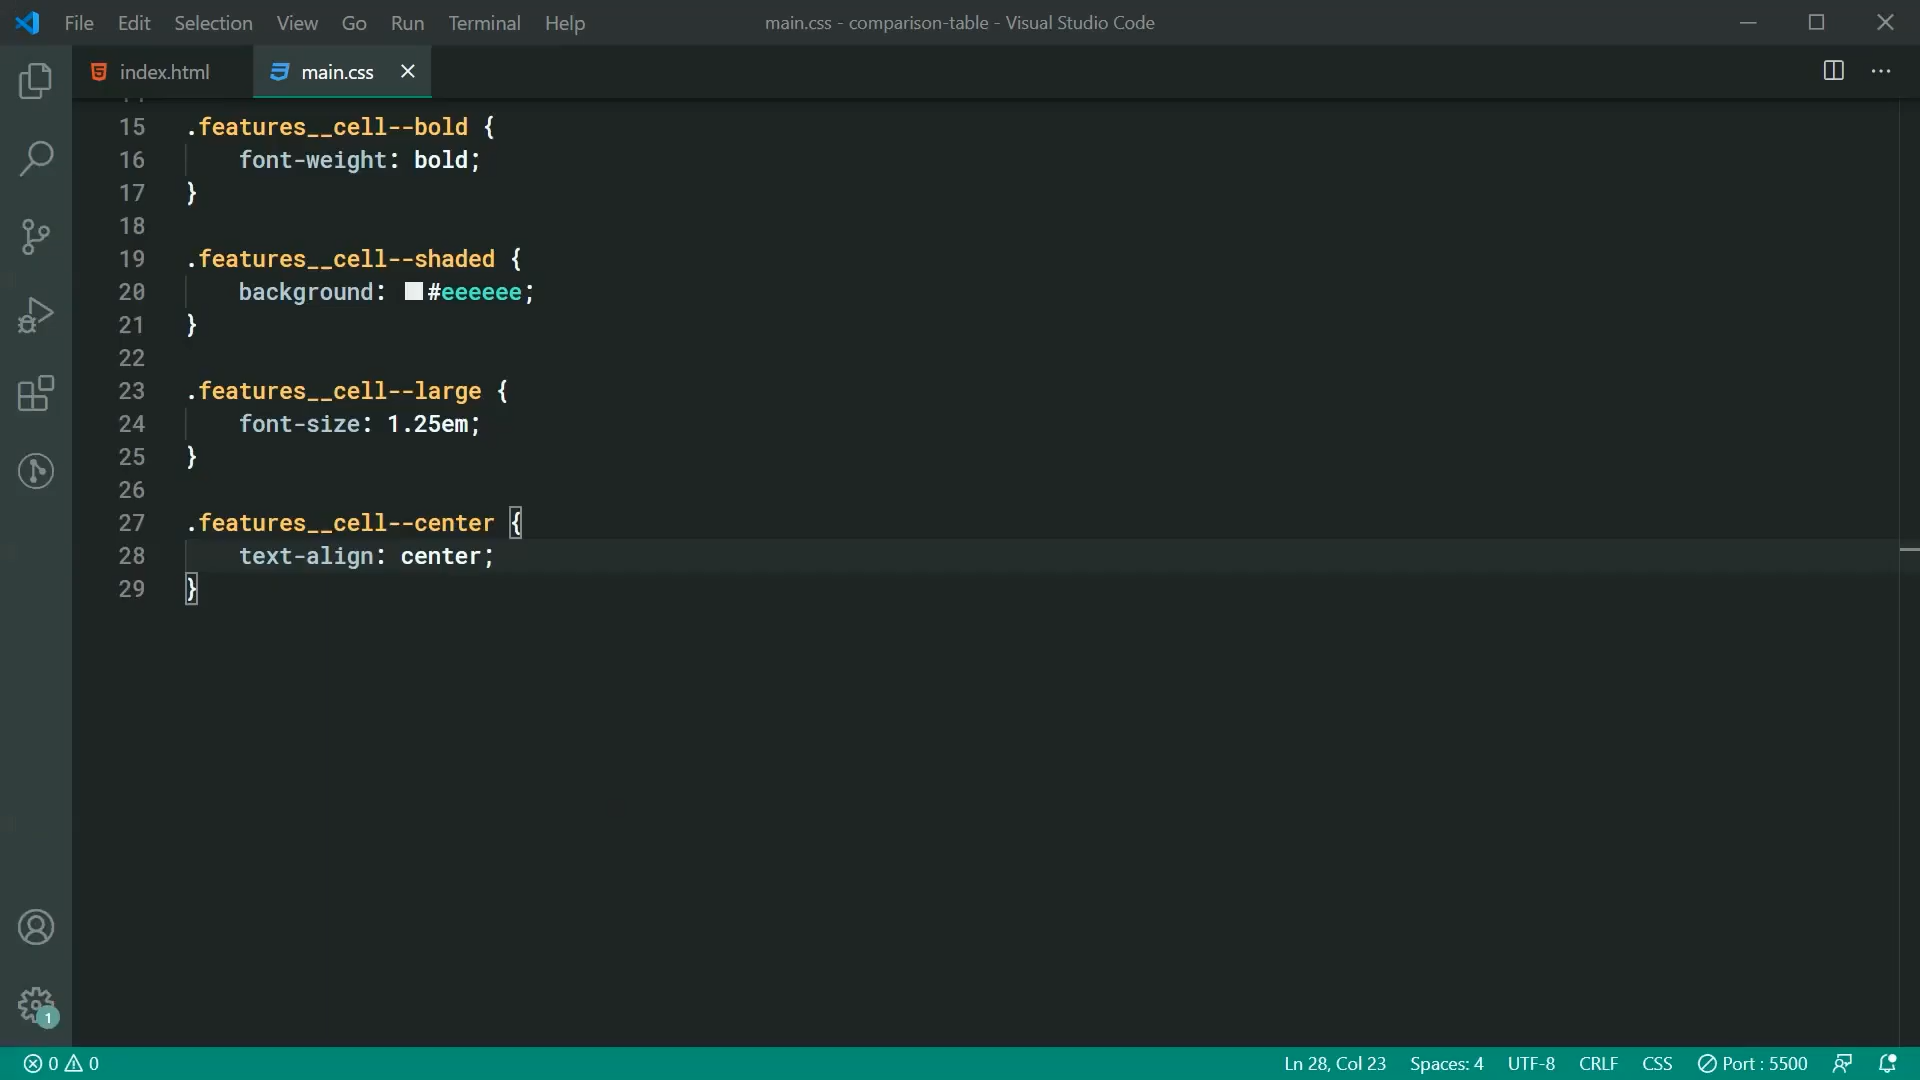 File Edit Selection View Go Run Terminal Help main.css - comparison-table - Visual Studio Code
index.html main.css
15 .features__cell--bold {
16 font-weight: bold;
17 }
18
19 .features__cell--shaded {
20 background: #eeeeee;
21 }
22
23 .features__cell--large {
24 font-size: 1.25em;
25 }
26
27 .features__cell--center {
28 text-align: center;
29 }
1
0 0 Ln 28, Col 23 Spaces: 4 UTF-8 CRLF CSS Port : 5500